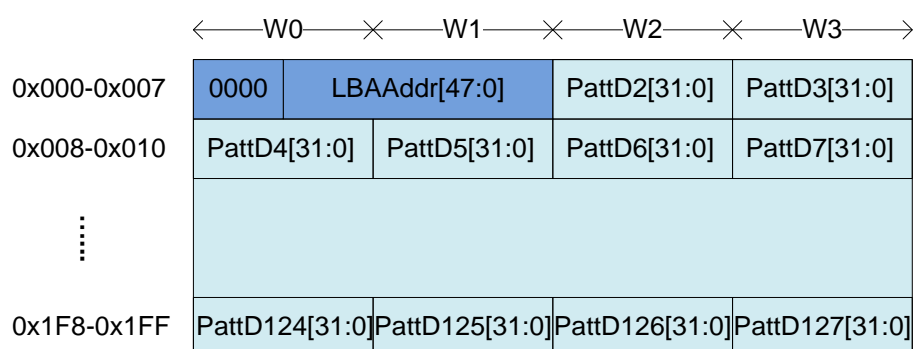 W0 W1 W2 W3
0x000-0x007 0000 LBAAddr[47:0] PattD2[31:0] PattD3[31:0]
0x008-0x010 PattD4[31:0] PattD5[31:0] PattD6[31:0] PattD7[31:0]
0x1F8-0x1FF PattD124[31:0] PattD125[31:0] PattD126[31:0] PattD127[31:0]